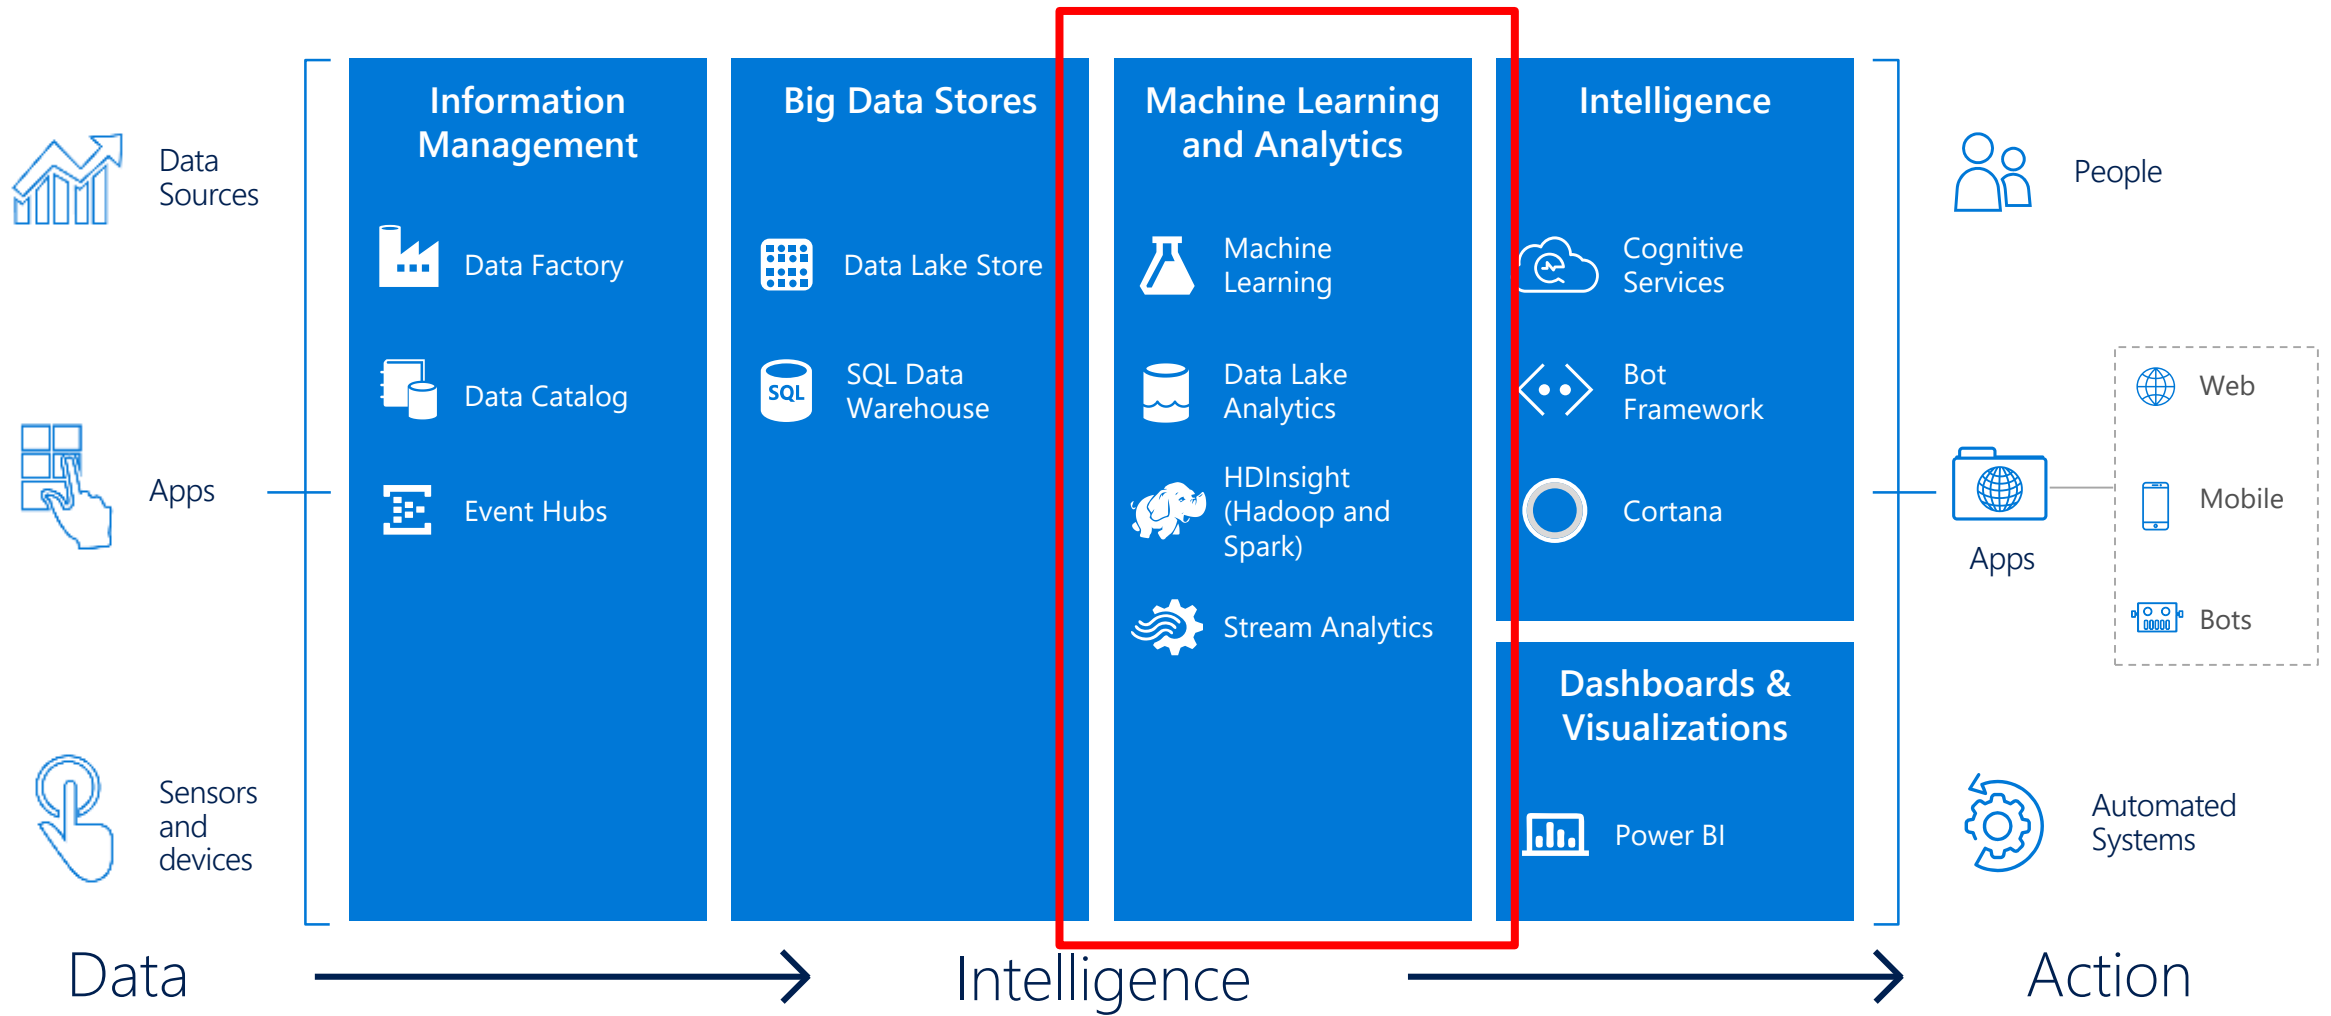 Data
Sources
Apps
Sensors
and
devices
Information
Management
Data Factory
Data Catalog
Event Hubs
Big Data Stores
Data Lake Store
SQL
SQL Data
Warehouse
Machine Learning
and Analytics
Machine
Learning
Data Lake
Analytics
HDInsight
(Hadoop and
Spark)
Stream Analytics
Intelligence
Cognitive
Services
Bot
Framework
Cortana
Dashboards &
Visualizations
Power BI
People
Apps
Web
Mobile
Bots
Automated
Systems
Data
Intelligence
Action